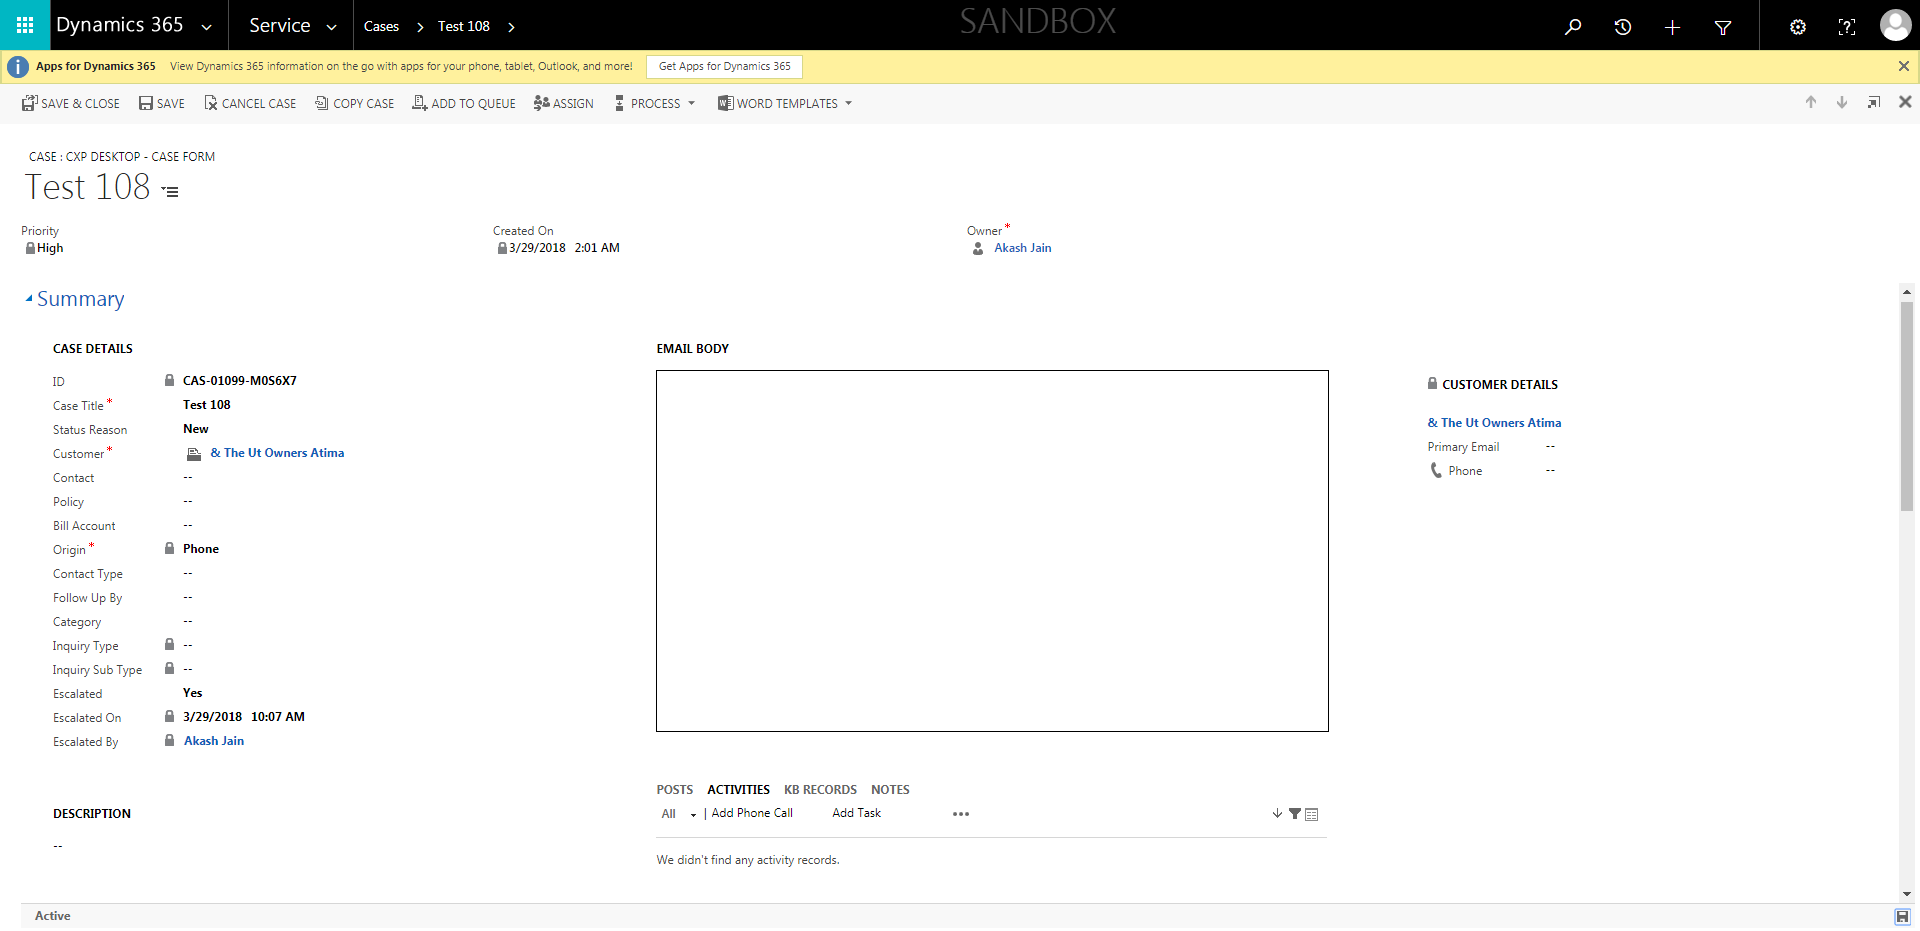 Dynamics 365 Service Cases Test 108 SANDBOX
Apps for Dynamics 365 View Dynamics 365 information on the go with apps for your phone, tablet, Outlook, and more! Get Apps for Dynamics 365
SAVE & CLOSE SAVE CANCEL CASE COPY CASE ADD TO QUEUE ASSIGN PROCESS WORD TEMPLATES
CASE : CXP DESKTOP - CASE FORM
Test 108
Priority
High
Created On
3/29/2018 2:01 AM
Owner*
Akash Jain
Summary
CASE DETAILS
ID CAS-01099-M0S6X7
Case Title* Test 108
Status Reason New
Customer* & The Ut Owners Atima
Contact --
Policy --
Bill Account --
Origin* Phone
Contact Type --
Follow Up By --
Category --
Inquiry Type --
Inquiry Sub Type --
Escalated Yes
Escalated On 3/29/2018 10:07 AM
Escalated By Akash Jain
DESCRIPTION
--
EMAIL BODY
POSTS ACTIVITIES KB RECORDS NOTES
All | Add Phone Call Add Task •••
We didn't find any activity records.
CUSTOMER DETAILS
& The Ut Owners Atima
Primary Email --
Phone --
Active